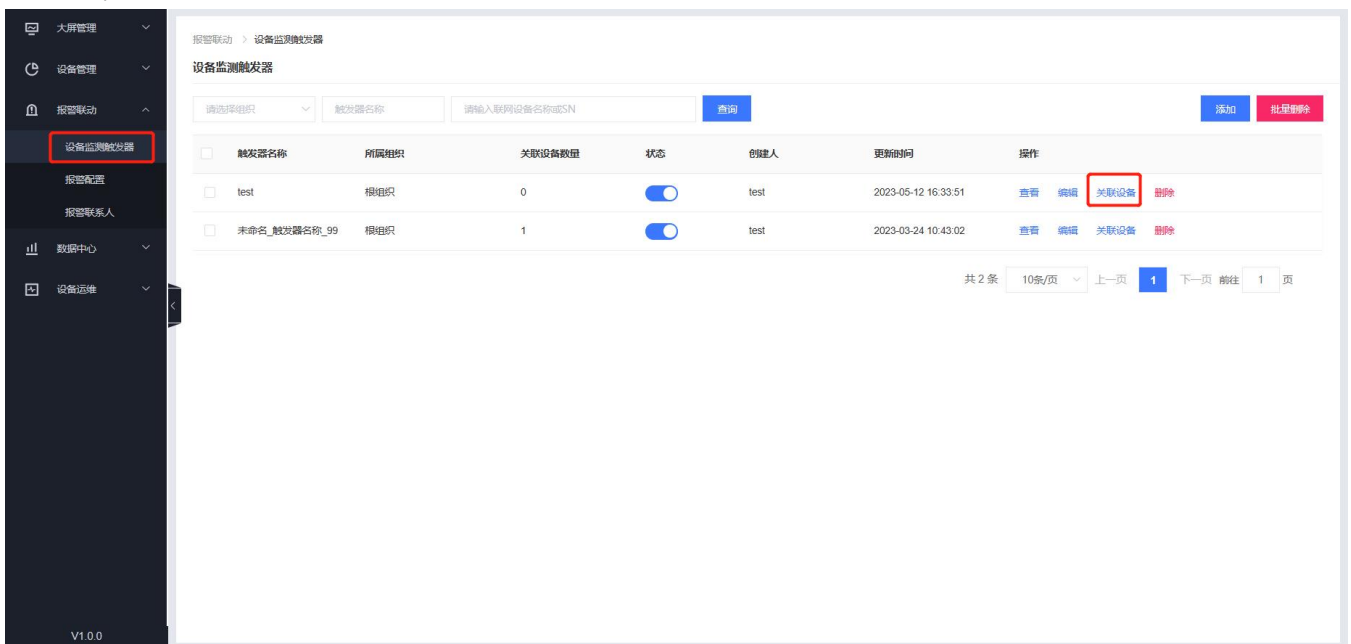 大屏管理
设备管理
报警联动
设备监测触发器
报警配置
报警联系人
数据中心
设备运维
V1.0.0
报警联动 > 设备监测触发器
设备监测触发器
请选择组织 触发器名称 请输入联网设备名称或SN 查询 添加 批量删除
触发器名称 所属组织 关联设备数量 状态 创建人 更新时间 操作
test 根组织 0 test 2023-05-12 16:33:51 查看 编辑 关联设备 删除
未命名_触发器名称_99 根组织 1 test 2023-03-24 10:43:02 查看 编辑 关联设备 删除
共 2 条 10条/页 上一页 1 下一页 前往 1 页